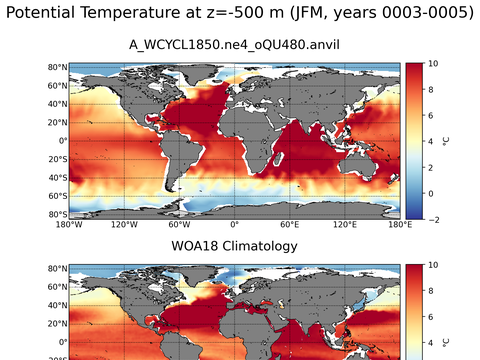 Potential Temperature at z=-500 m (JFM, years 0003-0005)
A_WCYCL1850.ne4_oQU480.anvil
80°N
60°N
40°N
20°N
0°
20°S
40°S
60°S
80°S
180°W 120°W 60°W 0° 60°E 120°E 180°E
10
8
6
4
2
0
−2
°C
WOA18 Climatology
80°N
60°N
40°N
20°N
0°
20°S
10
8
6
4
°C